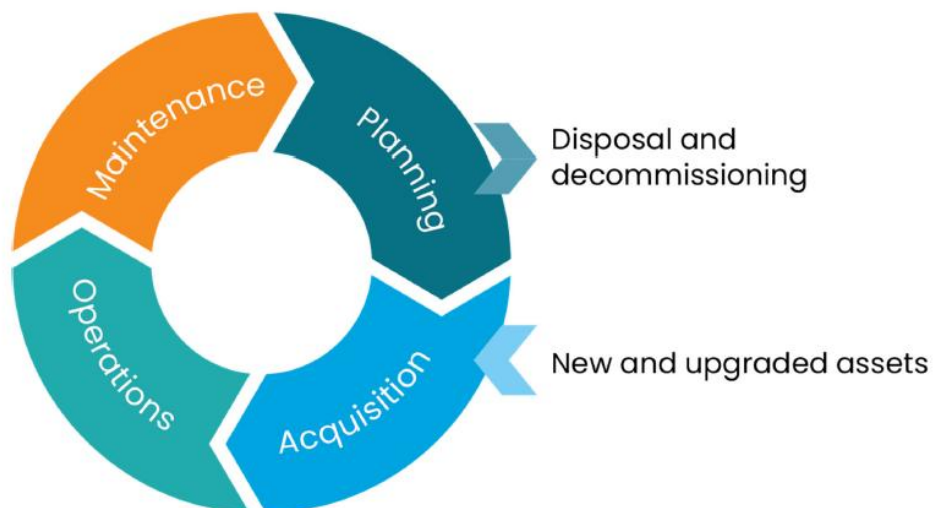 Maintenance
Planning
Disposal and
decommissioning
Operations
Acquisition
New and upgraded assets